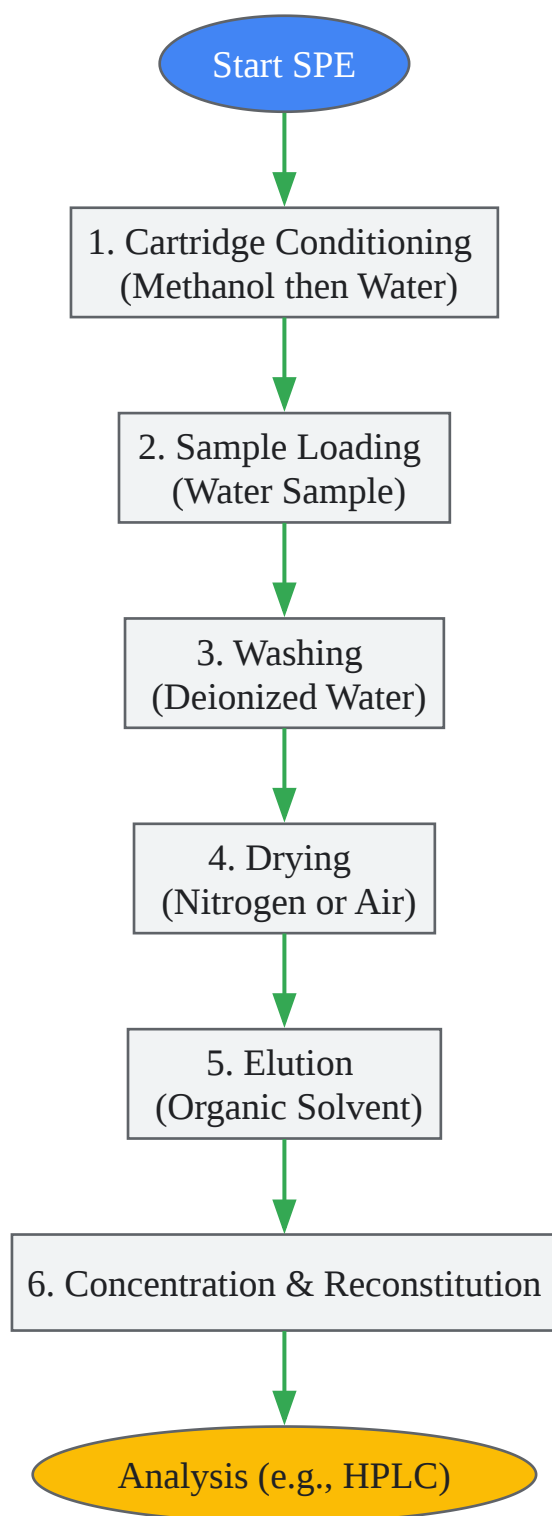 Start SPE
1. Cartridge Conditioning
(Methanol then Water)
2. Sample Loading
(Water Sample)
3. Washing
(Deionized Water)
4. Drying
(Nitrogen or Air)
5. Elution
(Organic Solvent)
6. Concentration & Reconstitution
Analysis (e.g., HPLC)